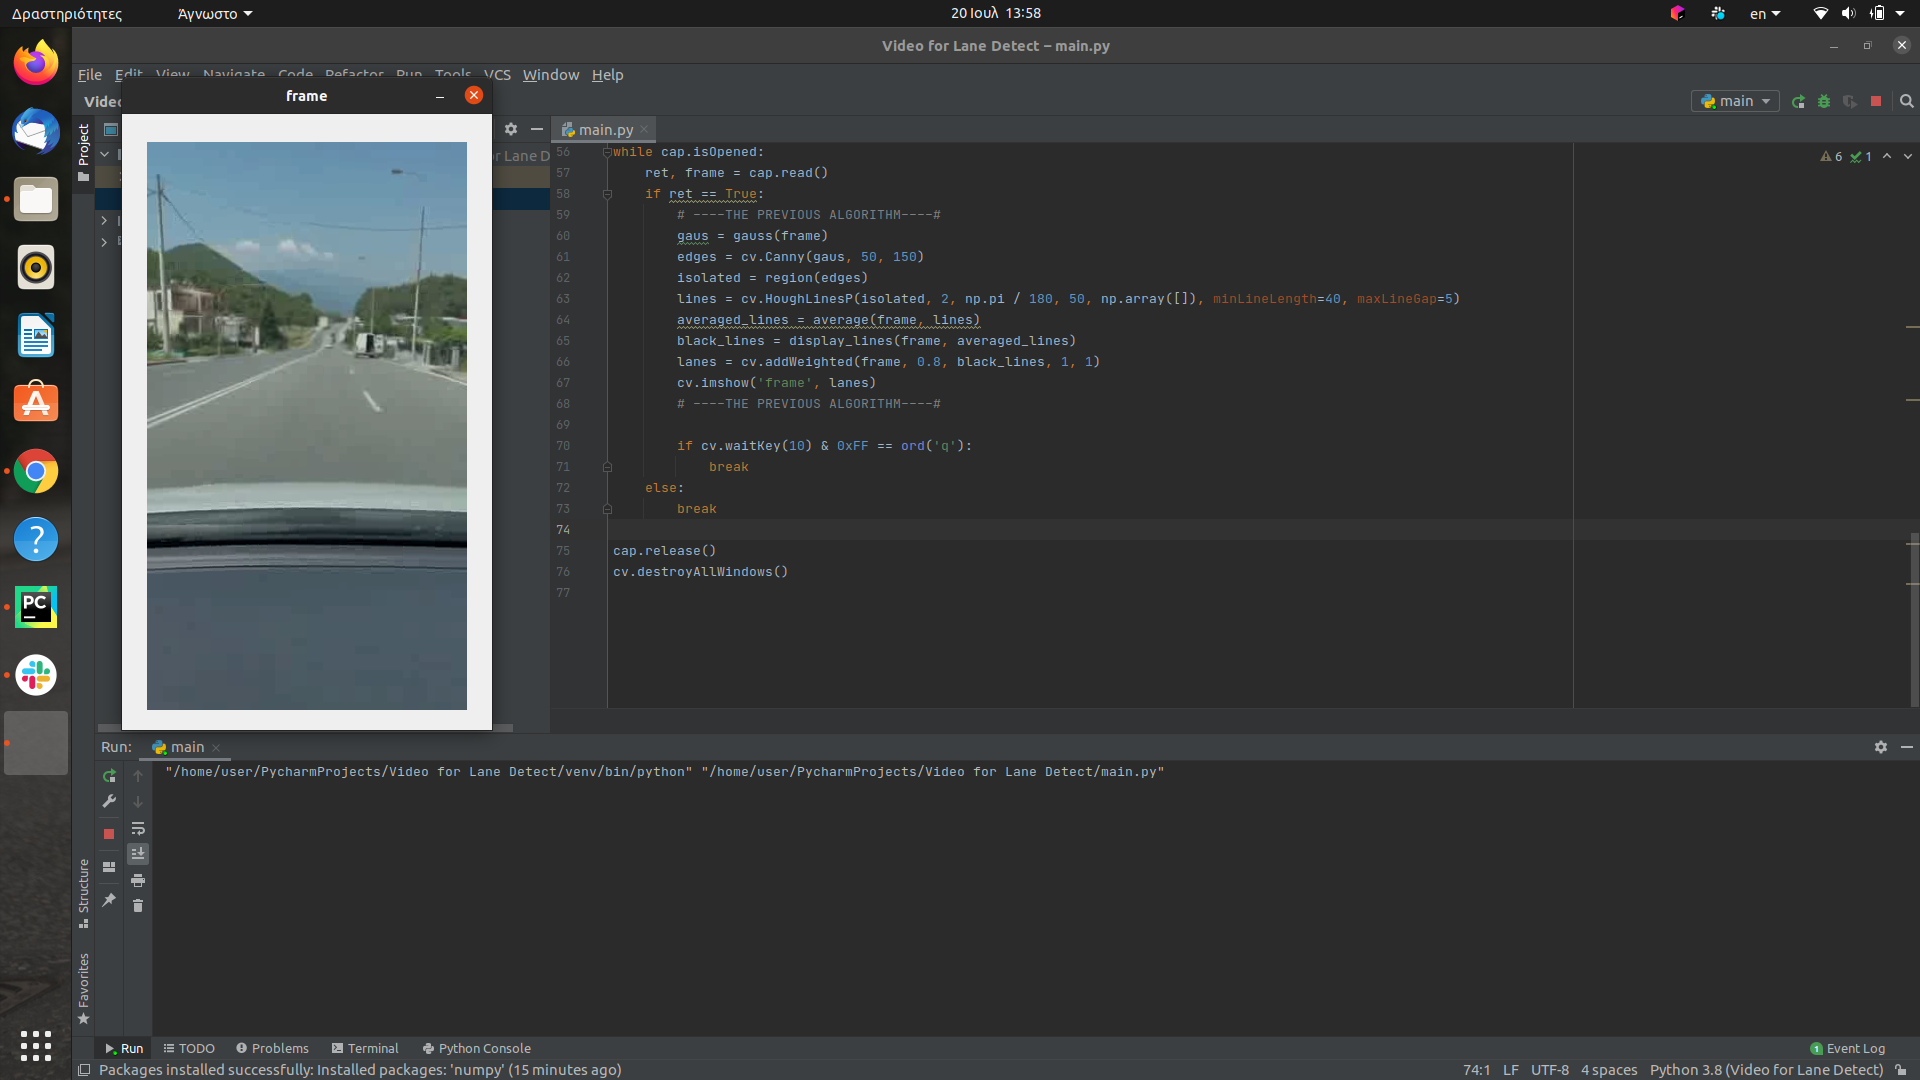 Δραστηριότητες
Άγνωστο
20 Ιουλ 13:58
en
Video for Lane Detect – main.py
File Edit View Navigate Code Refactor Run Tools VCS Window Help
frame
main
Project
main.py
or Lane D
6 1
56 while cap.isOpened:
57 ret, frame = cap.read()
58 if ret == True:
59 # ----THE PREVIOUS ALGORITHM----#
60 gaus = gauss(frame)
61 edges = cv.Canny(gaus, 50, 150)
62 isolated = region(edges)
63 lines = cv.HoughLinesP(isolated, 2, np.pi / 180, 50, np.array([]), minLineLength=40, maxLineGap=5)
64 averaged_lines = average(frame, lines)
65 black_lines = display_lines(frame, averaged_lines)
66 lanes = cv.addWeighted(frame, 0.8, black_lines, 1, 1)
67 cv.imshow('frame', lanes)
68 # ----THE PREVIOUS ALGORITHM----#
69
70 if cv.waitKey(10) & 0xFF == ord('q'):
71 break
72 else:
73 break
74
75 cap.release()
76 cv.destroyAllWindows()
77
Run: main
"/home/user/PycharmProjects/Video for Lane Detect/venv/bin/python" "/home/user/PycharmProjects/Video for Lane Detect/main.py"
PC
Structure
Favorites
Run TODO Problems Terminal Python Console
1 Event Log
Packages installed successfully: Installed packages: 'numpy' (15 minutes ago)
74:1 LF UTF-8 4 spaces Python 3.8 (Video for Lane Detect)